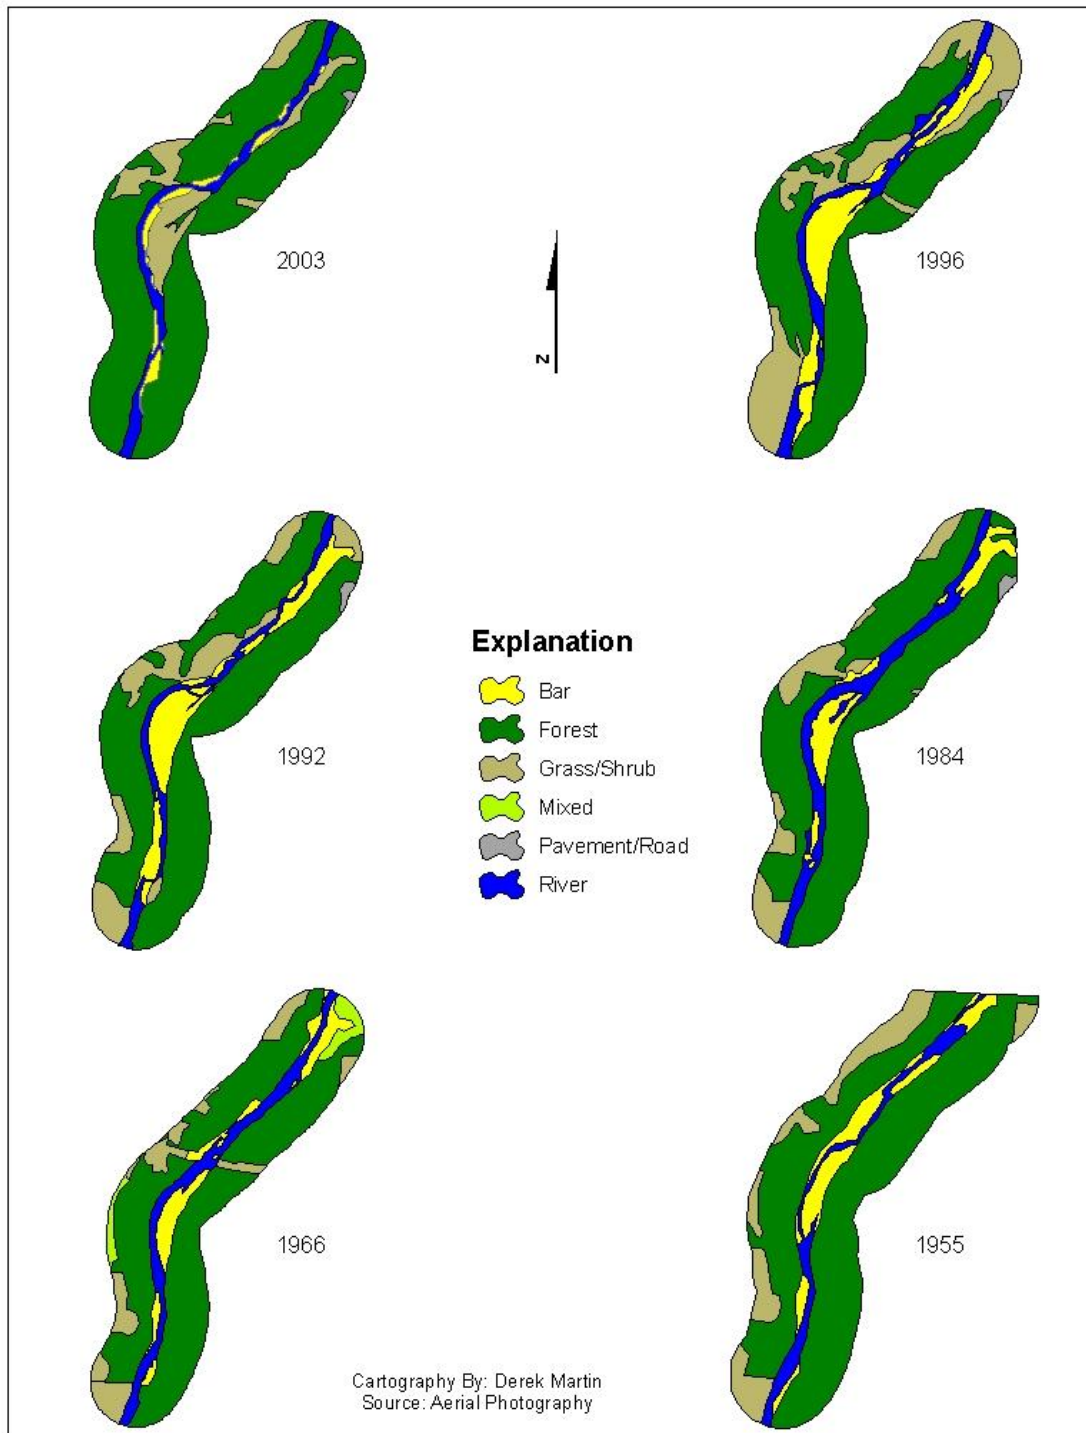 2003
1996
Z
Explanation
Bar
Forest
Grass/Shrub
Mixed
Pavement/Road
River
1992
1984
1966
1955
Cartography By: Derek Martin
Source: Aerial Photography